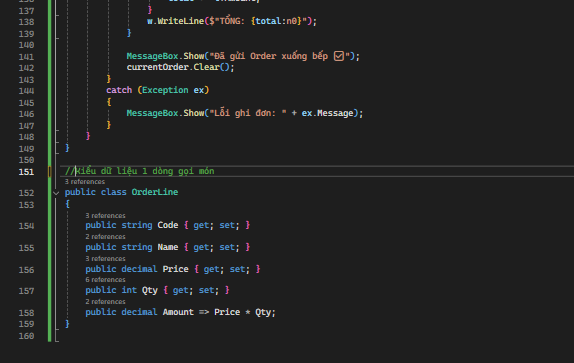 137 }
138 w.WriteLine($"TỔNG: {total:n0}");
139 }
140
141 MessageBox.Show("Đã gửi Order xuống bếp ✅");
142 currentOrder.Clear();
143 }
144 catch (Exception ex)
145 {
146 MessageBox.Show("Lỗi ghi đơn: " + ex.Message);
147 }
148 }
149 }
150
151 //Kiểu dữ liệu 1 dòng gọi món
3 references
152 public class OrderLine
153 {
3 references
154 public string Code { get; set; }
2 references
155 public string Name { get; set; }
3 references
156 public decimal Price { get; set; }
6 references
157 public int Qty { get; set; }
2 references
158 public decimal Amount => Price * Qty;
159 }
160